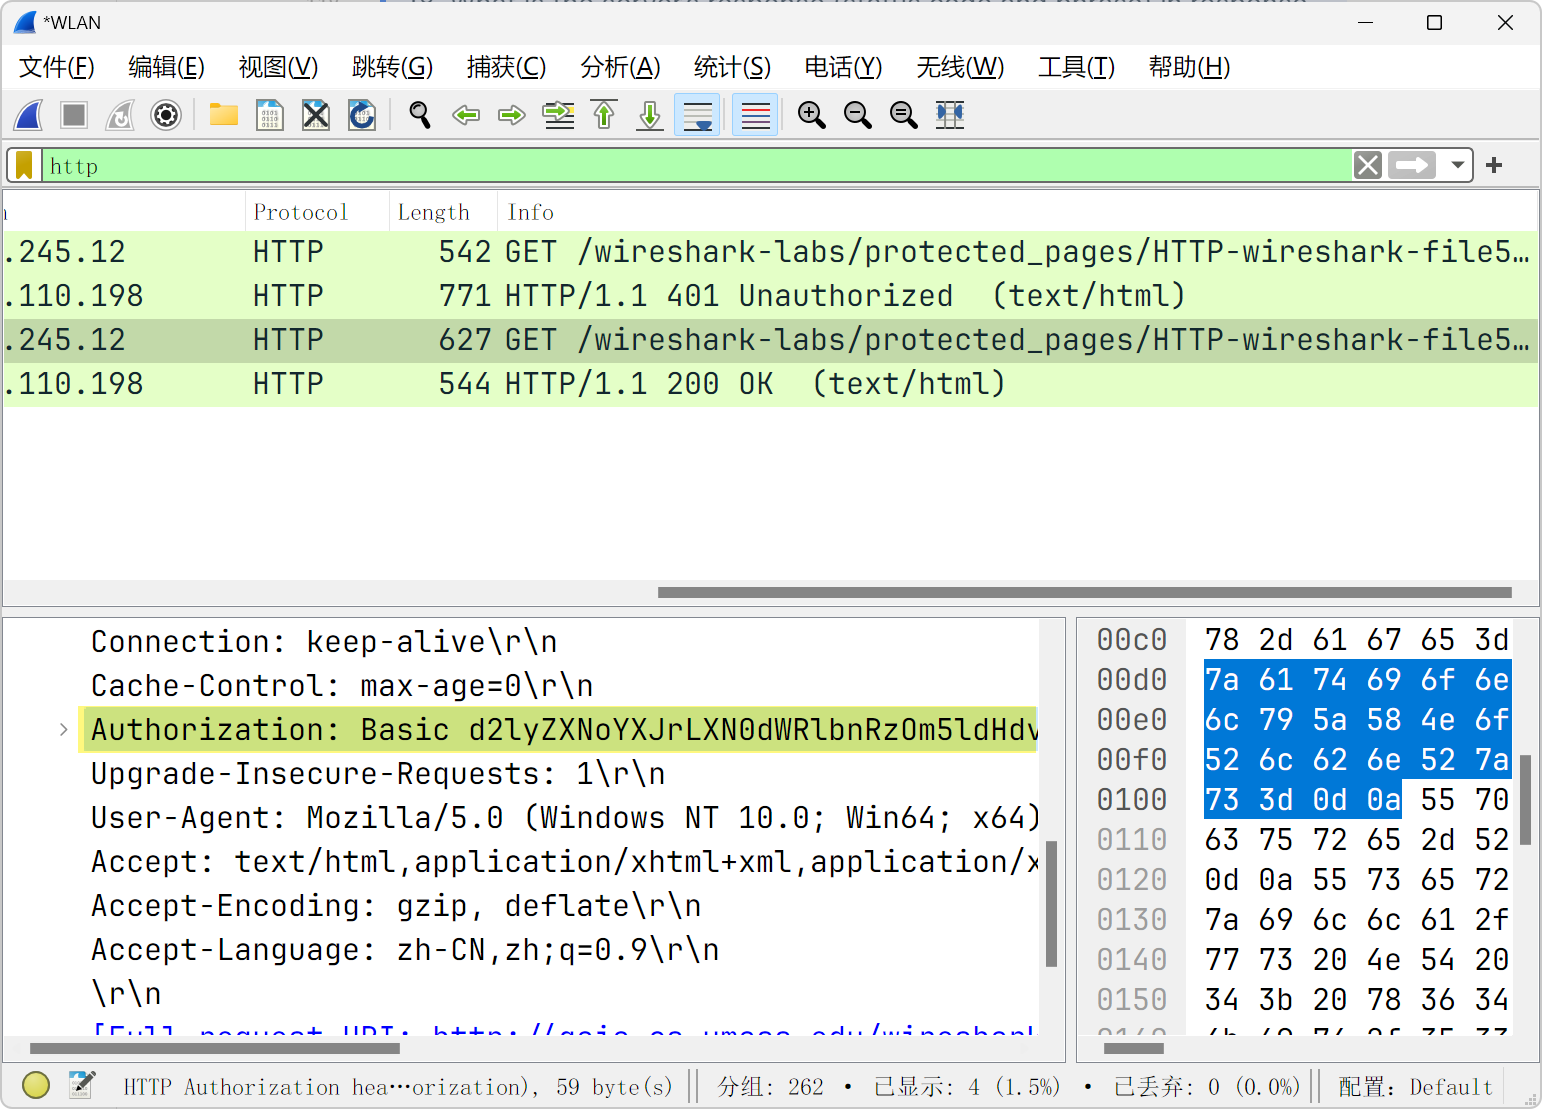 *WLAN
文件(F) 编辑(E) 视图(V) 跳转(G) 捕获(C) 分析(A) 统计(S) 电话(Y) 无线(W) 工具(T) 帮助(H)
http
Protocol Length Info
.245.12 HTTP 542 GET /wireshark-labs/protected_pages/HTTP-wireshark-file5…
.110.198 HTTP 771 HTTP/1.1 401 Unauthorized (text/html)
.245.12 HTTP 627 GET /wireshark-labs/protected_pages/HTTP-wireshark-file5…
.110.198 HTTP 544 HTTP/1.1 200 OK (text/html)
Connection: keep-alive\r\n
Cache-Control: max-age=0\r\n
Authorization: Basic d2lyZXNoYXJrLXN0dWRlbnRzOm5ldHdv
Upgrade-Insecure-Requests: 1\r\n
User-Agent: Mozilla/5.0 (Windows NT 10.0; Win64; x64)
Accept: text/html,application/xhtml+xml,application/x
Accept-Encoding: gzip, deflate\r\n
Accept-Language: zh-CN,zh;q=0.9\r\n
\r\n
[Full request URI: http://gaia.cs.umass.edu/wireshark
00c0 78 2d 61 67 65 3d
00d0 7a 61 74 69 6f 6e
00e0 6c 79 5a 58 4e 6f
00f0 52 6c 62 6e 52 7a
0100 73 3d 0d 0a 55 70
0110 63 75 72 65 2d 52
0120 0d 0a 55 73 65 72
0130 7a 69 6c 6c 61 2f
0140 77 73 20 4e 54 20
0150 34 3b 20 78 36 34
HTTP Authorization hea…orization), 59 byte(s) 分组: 262 · 已显示: 4 (1.5%) · 已丢弃: 0 (0.0%) 配置: Default